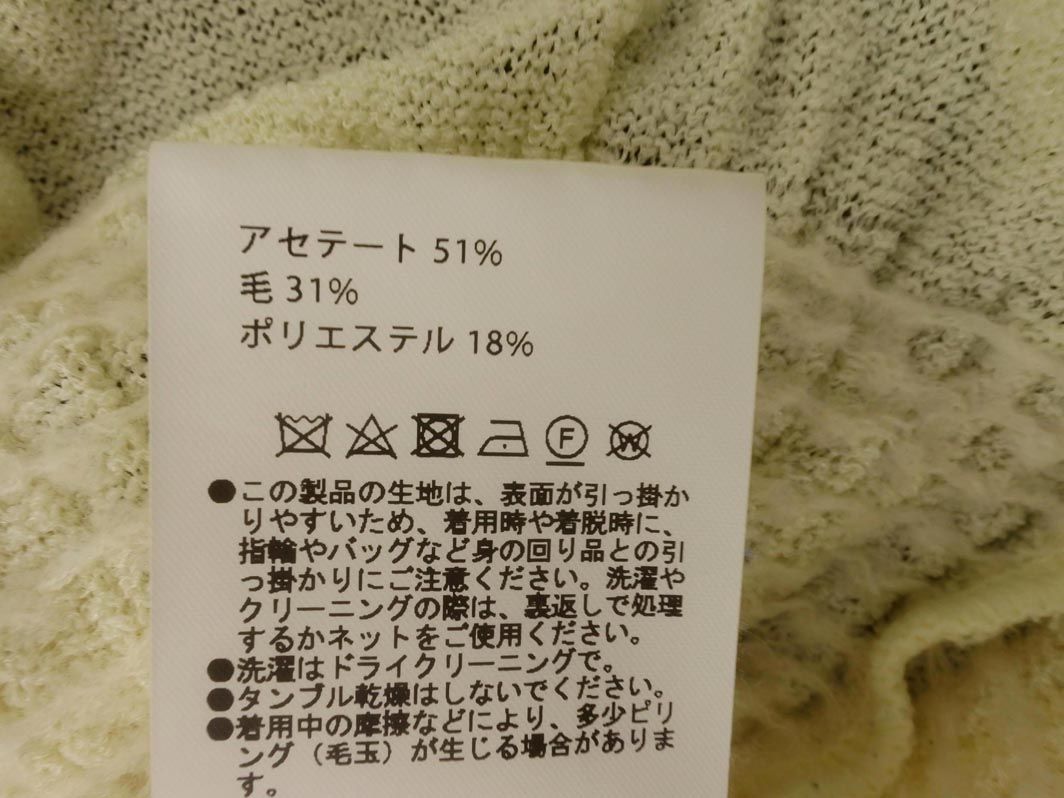 アセテート 51%
毛 31%
ポリエステル 18%
F W
●この製品の生地は、表面が引っ掛か
りやすいため、着用時や着脱時に、
指輪やバッグなど身の回り品との引
っ掛かりにご注意ください。洗濯や
クリーニングの際は、裏返しで処理
するかネットをご使用ください。
●洗濯はドライクリーニングで。
●タンブル乾燥はしないでください。
●着用中の摩擦などにより、多少ピリ
ング（毛玉）が生じる場合がありま
す。